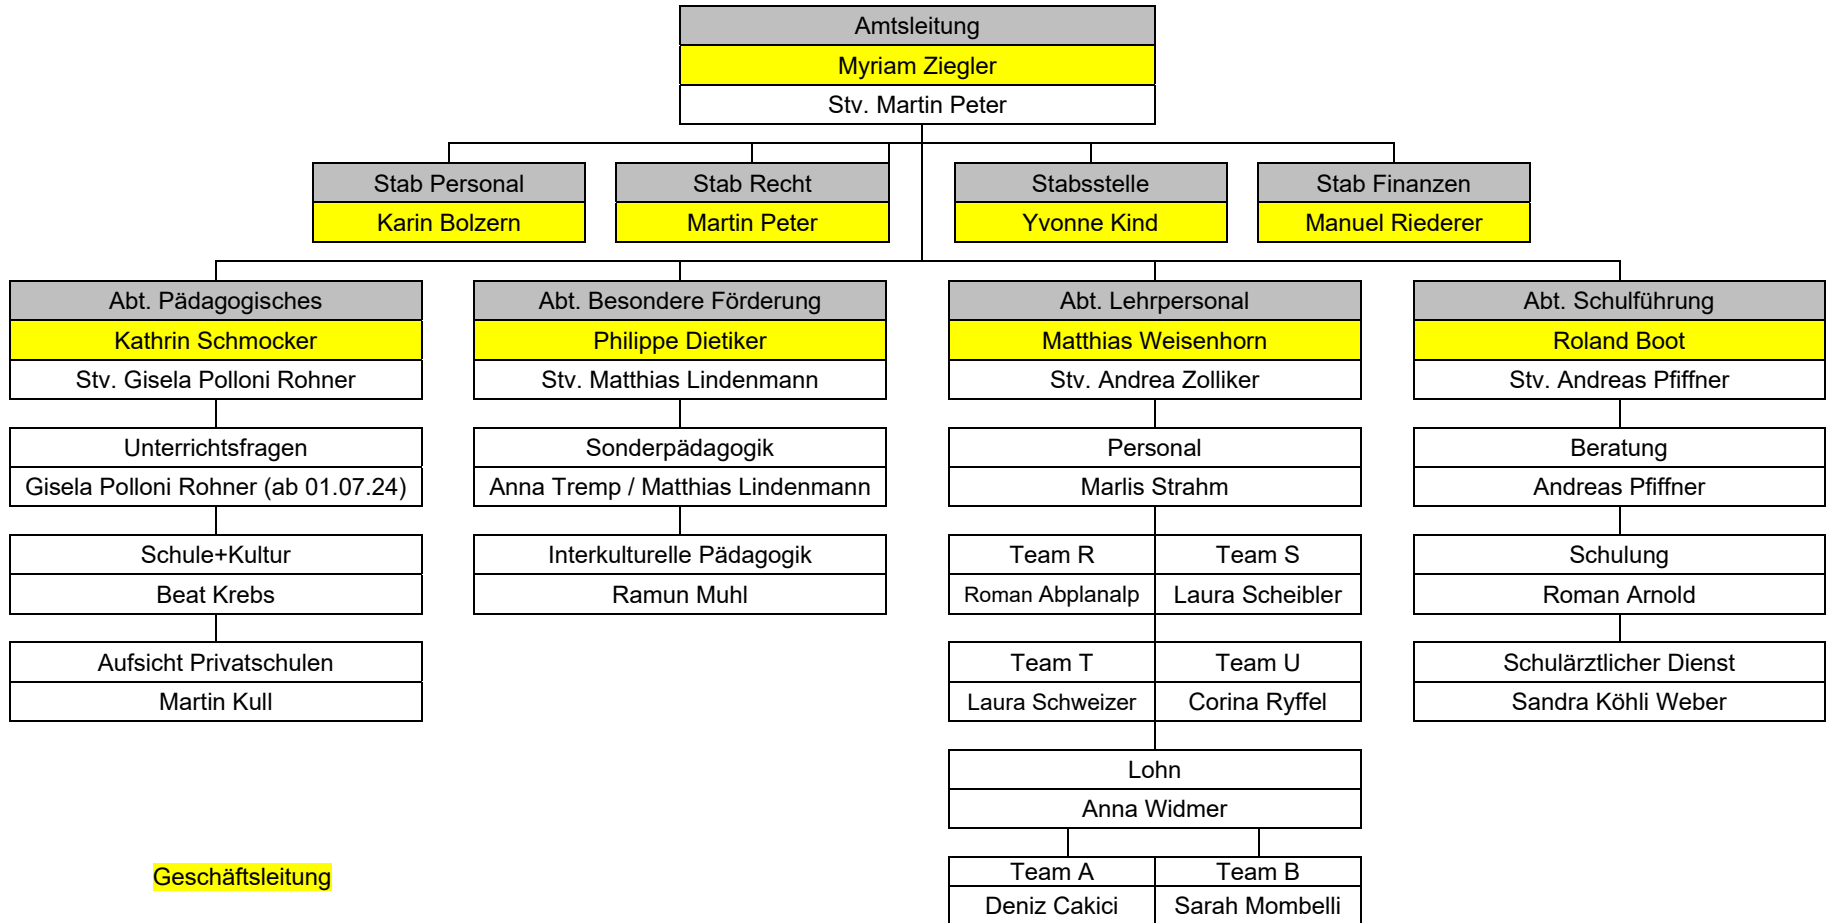 Amtsleitung
Myriam Ziegler
Stv. Martin Peter
Stab Personal
Karin Bolzern
Stab Recht
Martin Peter
Stabsstelle
Yvonne Kind
Stab Finanzen
Manuel Riederer
Abt. Pädagogisches
Kathrin Schmocker
Stv. Gisela Polloni Rohner
Unterrichtsfragen
Gisela Polloni Rohner (ab 01.07.24)
Schule+Kultur
Beat Krebs
Aufsicht Privatschulen
Martin Kull
Abt. Besondere Förderung
Philippe Dietiker
Stv. Matthias Lindenmann
Sonderpädagogik
Anna Tremp / Matthias Lindenmann
Interkulturelle Pädagogik
Ramun Muhl
Abt. Lehrpersonal
Matthias Weisenhorn
Stv. Andrea Zolliker
Personal
Marlis Strahm
Team R
Roman Abplanalp
Team S
Laura Scheibler
Team T
Laura Schweizer
Team U
Corina Ryffel
Lohn
Anna Widmer
Team A
Deniz Cakici
Team B
Sarah Mombelli
Abt. Schulführung
Roland Boot
Stv. Andreas Pfiffner
Beratung
Andreas Pfiffner
Schulung
Roman Arnold
Schulärztlicher Dienst
Sandra Köhli Weber
Geschäftsleitung